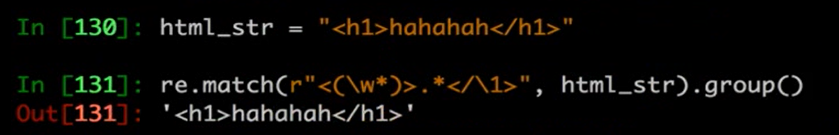 In [130]: html_str = "<h1>hahahah</h1>"
In [131]: re.match(r"<(\w*)>.*</\1>", html_str).group()
Out[131]: '<h1>hahahah</h1>'